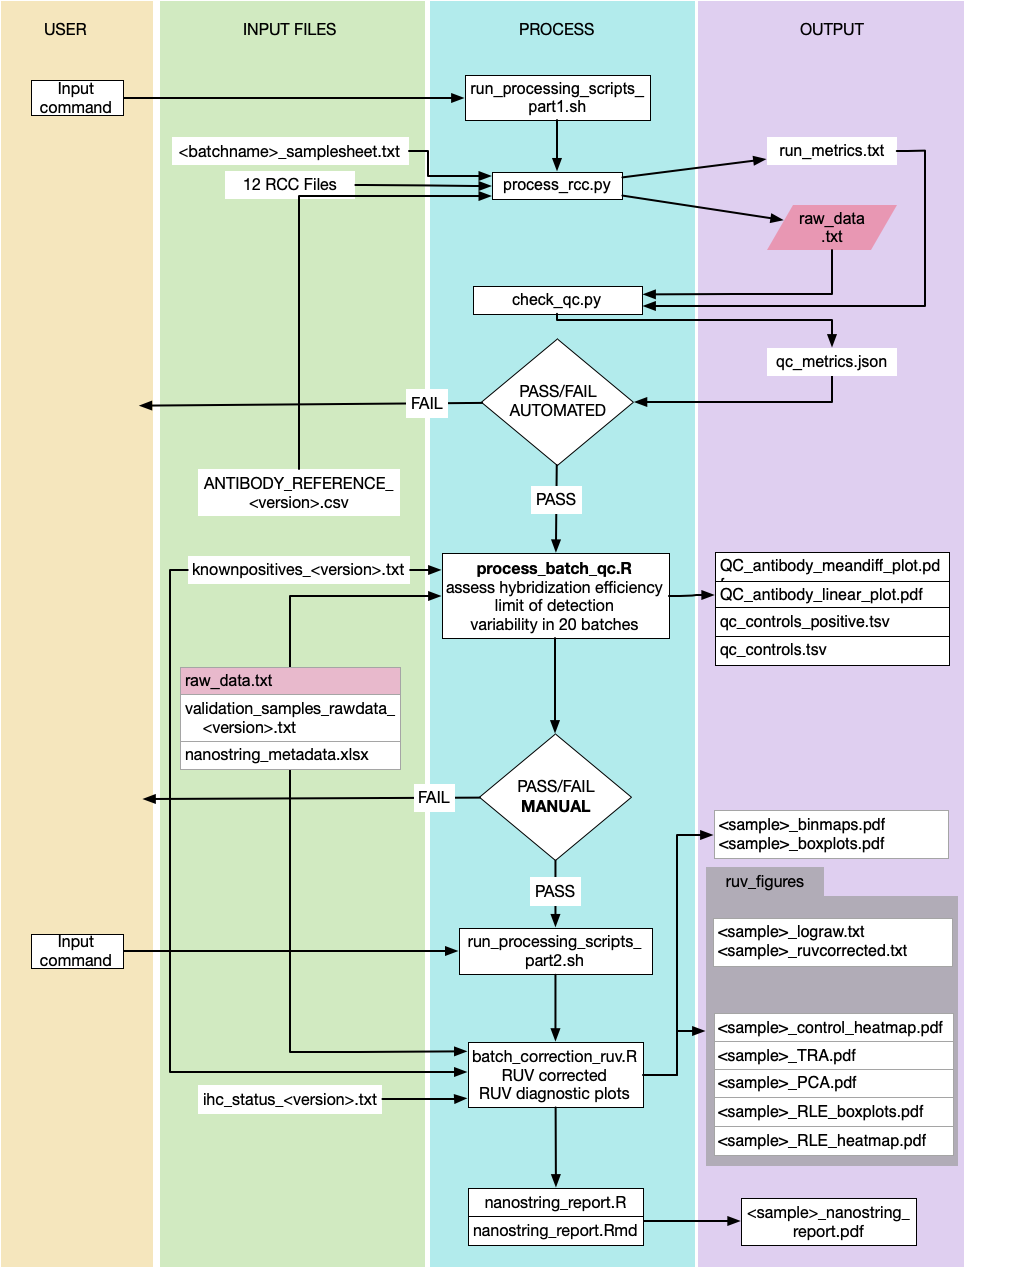 USER
INPUT FILES
PROCESS
OUTPUT
Input
command
run_processing_scripts_
part1.sh
<batchname>_samplesheet.txt
12 RCC Files
process_rcc.py
run_metrics.txt
raw_data
.txt
check_qc.py
qc_metrics.json
PASS/FAIL
AUTOMATED
FAIL
ANTIBODY_REFERENCE_
<version>.csv
PASS
knownpositives_<version>.txt
process_batch_qc.R
assess hybridization efficiency
limit of detection
variability in 20 batches
QC_antibody_meandiff_plot.pd
QC_antibody_linear_plot.pdf
qc_controls_positive.tsv
qc_controls.tsv
raw_data.txt
validation_samples_rawdata_
<version>.txt
nanostring_metadata.xlsx
PASS/FAIL
MANUAL
FAIL
PASS
<sample>_binmaps.pdf
<sample>_boxplots.pdf
ruv_figures
<sample>_lograw.txt
<sample>_ruvcorrected.txt
Input
command
run_processing_scripts_
part2.sh
<sample>_control_heatmap.pdf
<sample>_TRA.pdf
<sample>_PCA.pdf
<sample>_RLE_boxplots.pdf
<sample>_RLE_heatmap.pdf
batch_correction_ruv.R
RUV corrected
RUV diagnostic plots
ihc_status_<version>.txt
nanostring_report.R
nanostring_report.Rmd
<sample>_nanostring_
report.pdf